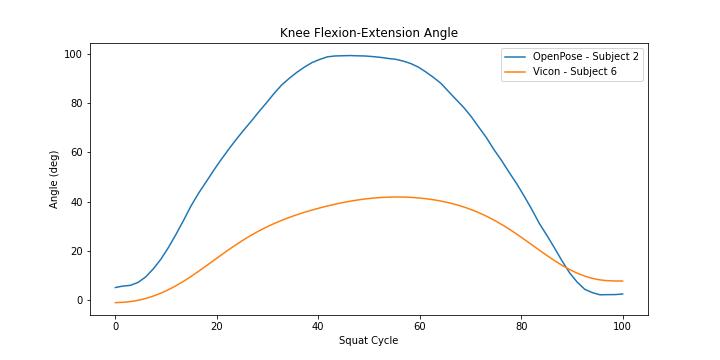 Knee Flexion-Extension Angle
OpenPose - Subject 2
Vicon - Subject 6
Angle (deg)
100
80
60
40
20
0
0 20 40 60 80 100
Squat Cycle